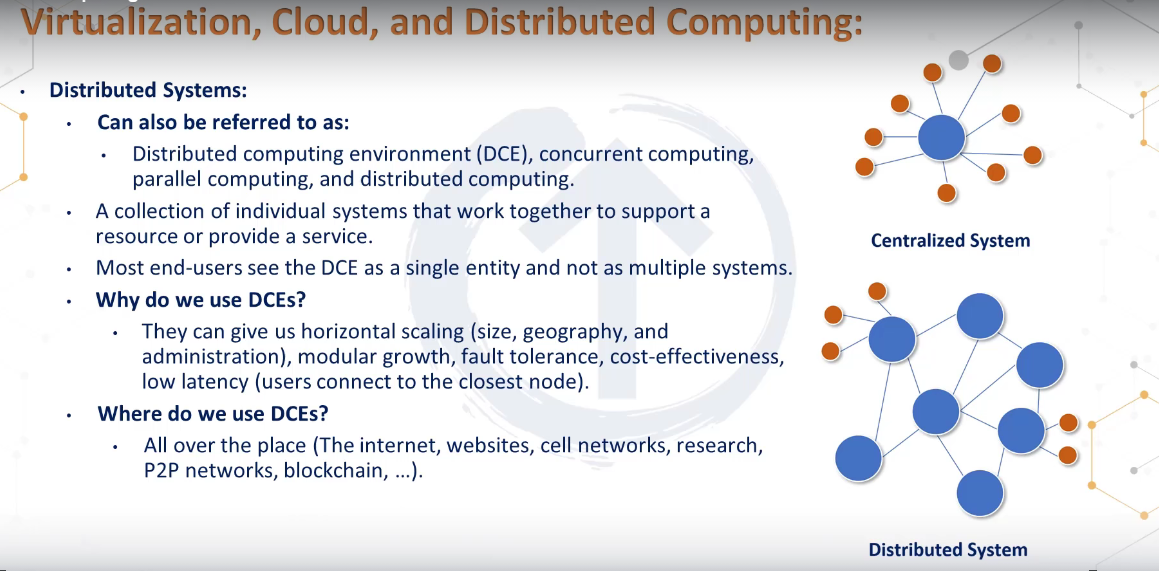 Virtualization, Cloud, and Distributed Computing:
• Distributed Systems:
• Can also be referred to as:
• Distributed computing environment (DCE), concurrent computing,
parallel computing, and distributed computing.
• A collection of individual systems that work together to support a
resource or provide a service.
• Most end-users see the DCE as a single entity and not as multiple systems.
• Why do we use DCEs?
• They can give us horizontal scaling (size, geography, and
administration), modular growth, fault tolerance, cost-effectiveness,
low latency (users connect to the closest node).
• Where do we use DCEs?
• All over the place (The internet, websites, cell networks, research,
P2P networks, blockchain, ...).
Centralized System
Distributed System